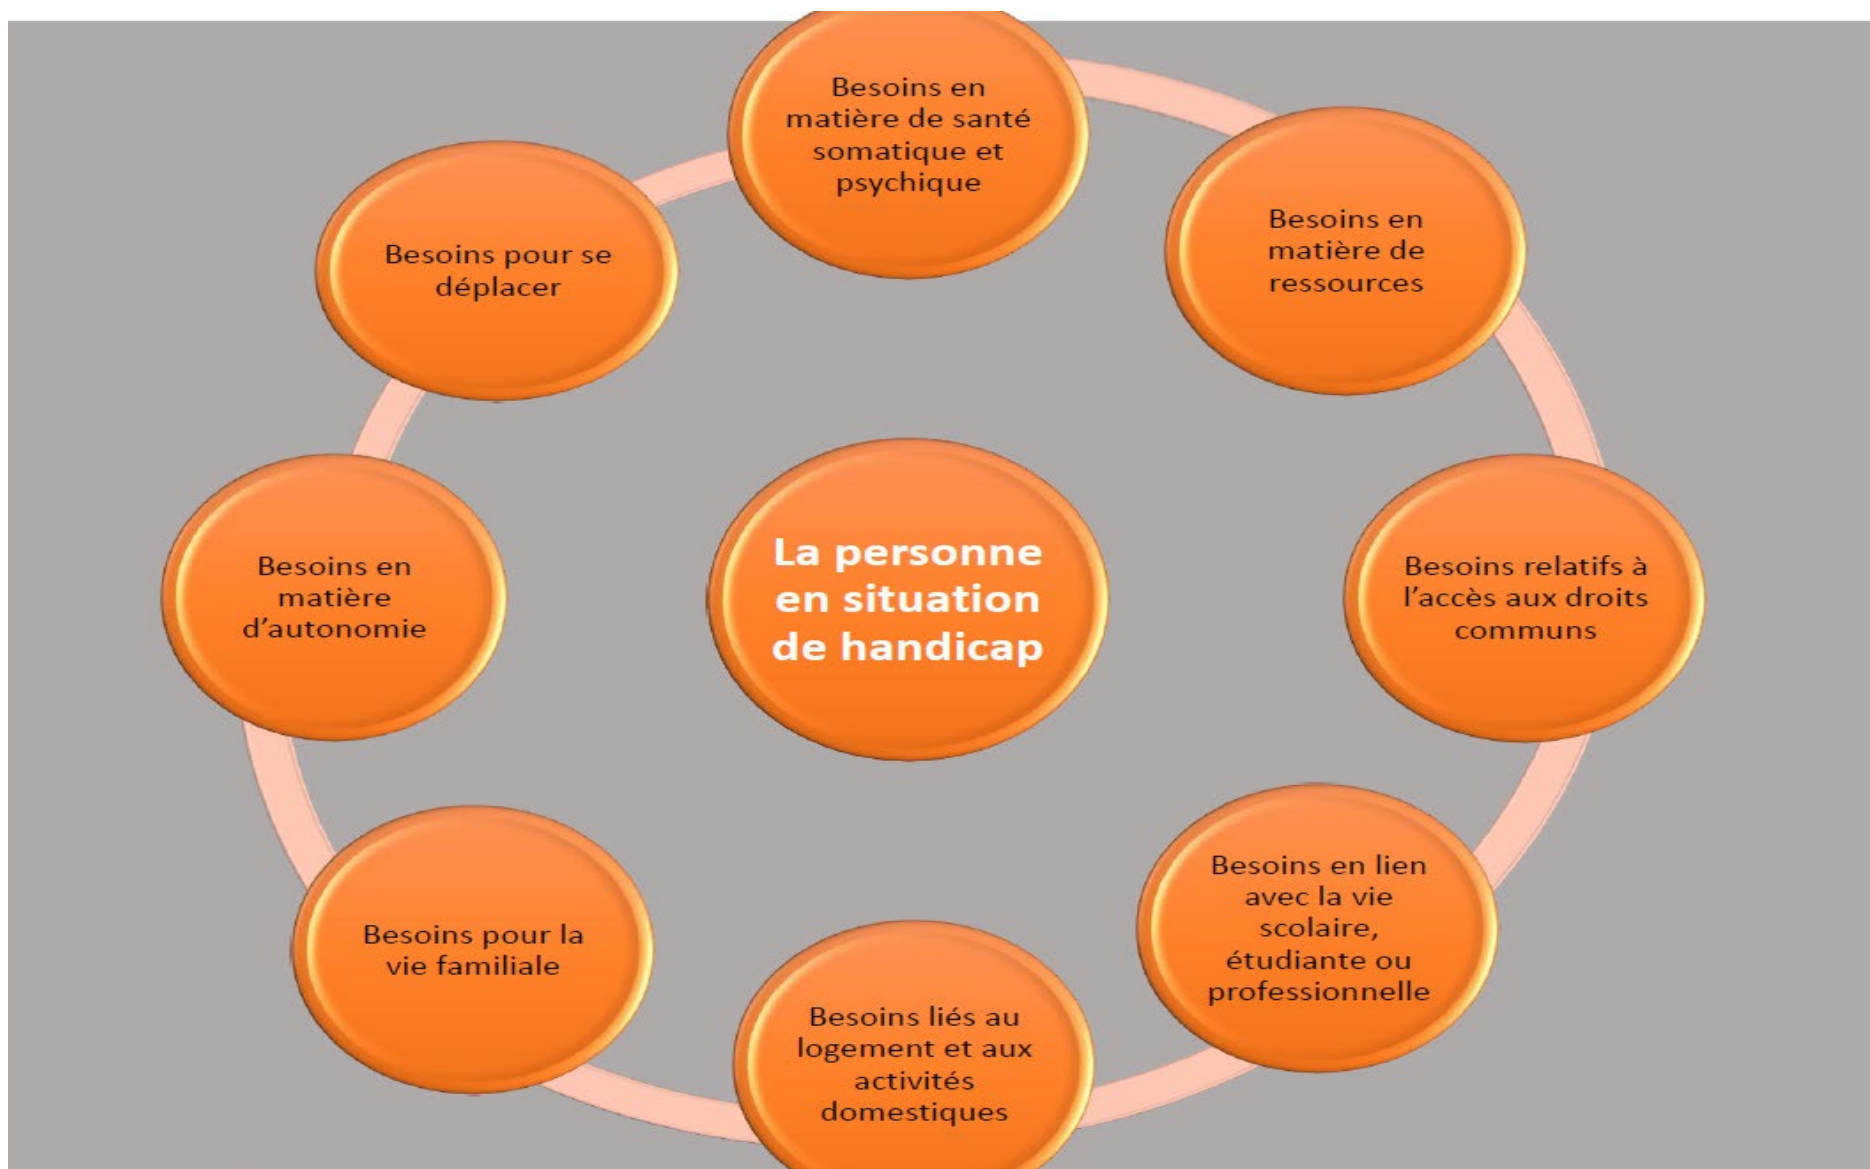 Besoins en
matière de santé
somatique et
psychique
Besoins en
matière de
ressources
Besoins relatifs à
l’accès aux droits
communs
Besoins en lien
avec la vie
scolaire,
étudiante ou
professionnelle
Besoins liés au
logement et aux
activités
domestiques
Besoins pour la
vie familiale
Besoins en
matière
d’autonomie
Besoins pour se
déplacer
La personne
en situation
de handicap